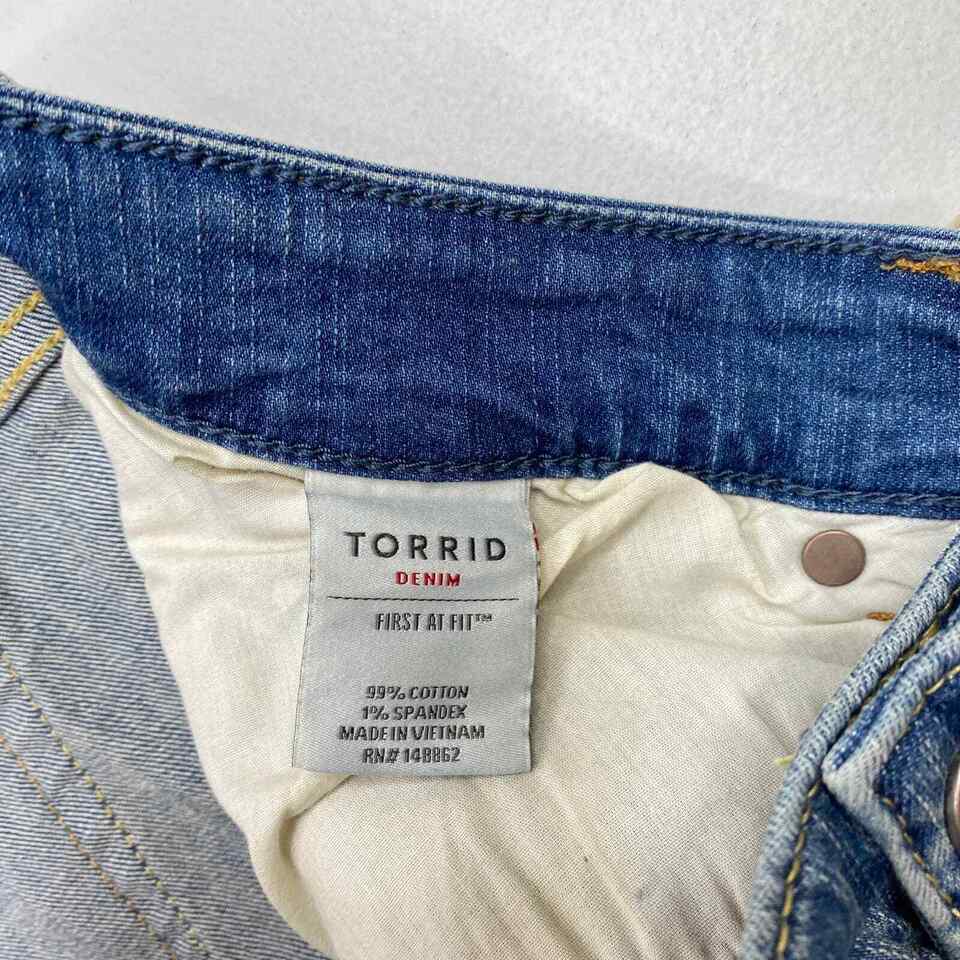 TORRID
DENIM
FIRST AT FIT™
99% COTTON
1% SPANDEX
MADE IN VIETNAM
RN# 148862